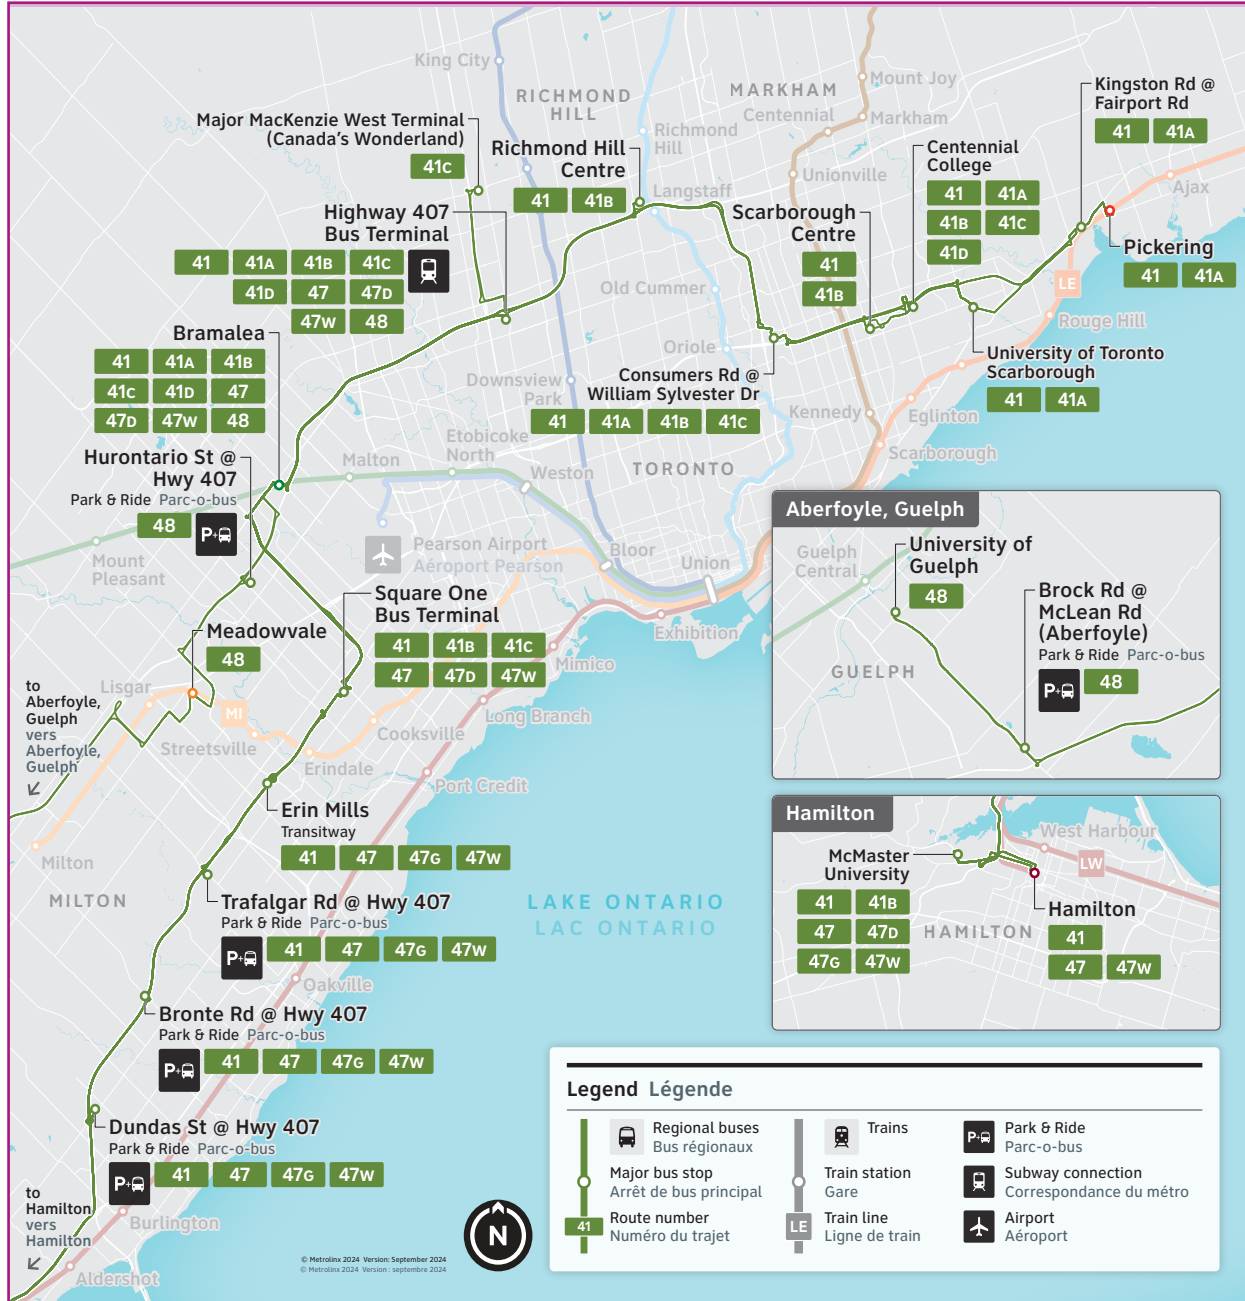 King City
RICHMOND
HILL
MARKHAM
Mount Joy
Centennial
Markham
Kingston Rd @
Fairport Rd
41 41A
Major MacKenzie West Terminal
(Canada's Wonderland)
41C
Richmond Hill
Centre
41 41B
Richmond
Hill
Langstaff
Unionville
Centennial
College
41 41A
41B 41C
41D
Ajax
Highway 407
Bus Terminal
41 41A 41B 41C
41D 47 47D
47W 48
Scarborough
Centre
41
41B
Pickering
41 41A
LE
Old Cummer
Rouge Hill
Oriole
Bramalea
41 41A 41B
41C 41D 47
47D 47W 48
Downsview
Park
Consumers Rd @
William Sylvester Dr
41 41A 41B 41C
University of Toronto
Scarborough
41 41A
Kennedy
Eglinton
Scarborough
Etobicoke
North
Malton
Weston
TORONTO
Hurontario St @
Hwy 407
Park & Ride Parc-o-bus
48 P+
Mount
Pleasant
Pearson Airport
Aéroport Pearson
Bloor
Union
Exhibition
Square One
Bus Terminal
41 41B 41C
47 47D 47W
Mimico
Meadowvale
48
Lisgar
MI
Streetsville
Cooksville
Long Branch
Erindale
Port Credit
to
Aberfoyle,
Guelph
vers
Aberfoyle,
Guelph
Milton
MILTON
Erin Mills
Transitway
41 47 47G 47W
Trafalgar Rd @ Hwy 407
Park & Ride Parc-o-bus
P+ 41 47 47G 47W
LAKE ONTARIO
LAC ONTARIO
Oakville
Bronte Rd @ Hwy 407
Park & Ride Parc-o-bus
P+ 41 47 47G 47W
Dundas St @ Hwy 407
Park & Ride Parc-o-bus
P+ 41 47 47G 47W
to
Hamilton
vers
Hamilton
Burlington
Aldershot
Aberfoyle, Guelph
Guelph
Central
University of
Guelph
48
GUELPH
Brock Rd @
McLean Rd
(Aberfoyle)
Park & Ride Parc-o-bus
P+ 48
Hamilton
West Harbour
LW
McMaster
University
41 41B
47 47D
47G 47W
HAMILTON
Hamilton
41
47 47W
N
© Metrolinx 2024 Version: September 2024
© Metrolinx 2024 Version : septembre 2024
Legend Légende
Regional buses
Bus régionaux
Major bus stop
Arrêt de bus principal
41 Route number
Numéro du trajet
Trains
Train station
Gare
LE Train line
Ligne de train
P+ Park & Ride
Parc-o-bus
Subway connection
Correspondance du métro
Airport
Aéroport